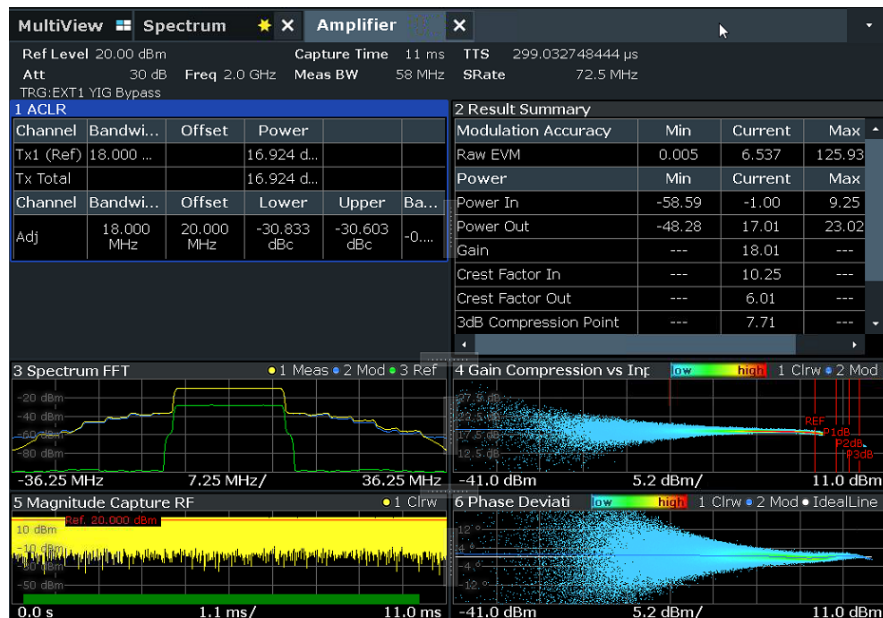 MultiView Spectrum Amplifier
Ref Level 20.00 dBm Capture Time 11 ms TTS 299.032748444 µs
Att 30 dB Freq 2.0 GHz Meas BW 58 MHz SRate 72.5 MHz
TRG:EXT1 YIG Bypass
1 ACLR
Channel Bandwi... Offset Power
Tx1 (Ref) 18.000 ... 16.924 d...
Tx Total 16.924 d...
Channel Bandwi... Offset Lower Upper Ba...
Adj 18.000 MHz 20.000 MHz -30.833 dBc -30.603 dBc -0....
2 Result Summary
Modulation Accuracy Min Current Max
Raw EVM 0.005 6.537 125.93
Power Min Current Max
Power In -58.59 -1.00 9.25
Power Out -48.28 17.01 23.02
Gain --- 18.01 ---
Crest Factor In --- 10.25 ---
Crest Factor Out --- 6.01 ---
3dB Compression Point --- 7.71 ---
3 Spectrum FFT 1 Meas 2 Mod 3 Ref
-20 dBm
-40 dBm
-80 dBm
-36.25 MHz 7.25 MHz/ 36.25 MHz
4 Gain Compression vs Inp low high 1 Clrw 2 Mod
REF
P1dB
P2dB
P3dB
-41.0 dBm 5.2 dBm/ 11.0 dBm
5 Magnitude Capture RF 1 Clrw
Ref. 20.000 dBm
10 dBm
-10 dBm
-50 dBm
0.0 s 1.1 ms/ 11.0 ms
6 Phase Deviati low high 1 Clrw 2 Mod IdealLine
-41.0 dBm 5.2 dBm/ 11.0 dBm